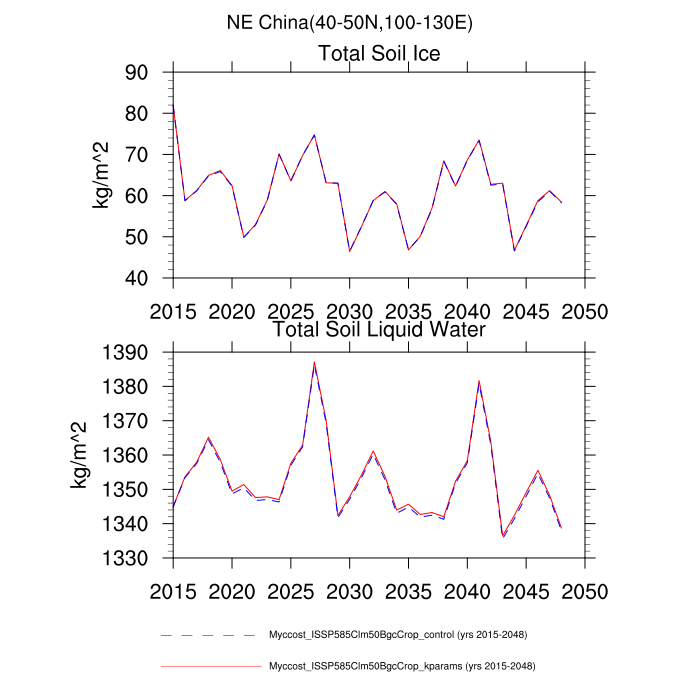 NE China(40-50N,100-130E)
Total Soil Ice
90
80
70
60
50
40
kg/m^2
2015 2020 2025 2030 2035 2040 2045 2050
Total Soil Liquid Water
1390
1380
1370
1360
1350
1340
1330
kg/m^2
2015 2020 2025 2030 2035 2040 2045 2050
Myccost_ISSP585Clm50BgcCrop_control (yrs 2015-2048)
Myccost_ISSP585Clm50BgcCrop_kparams (yrs 2015-2048)